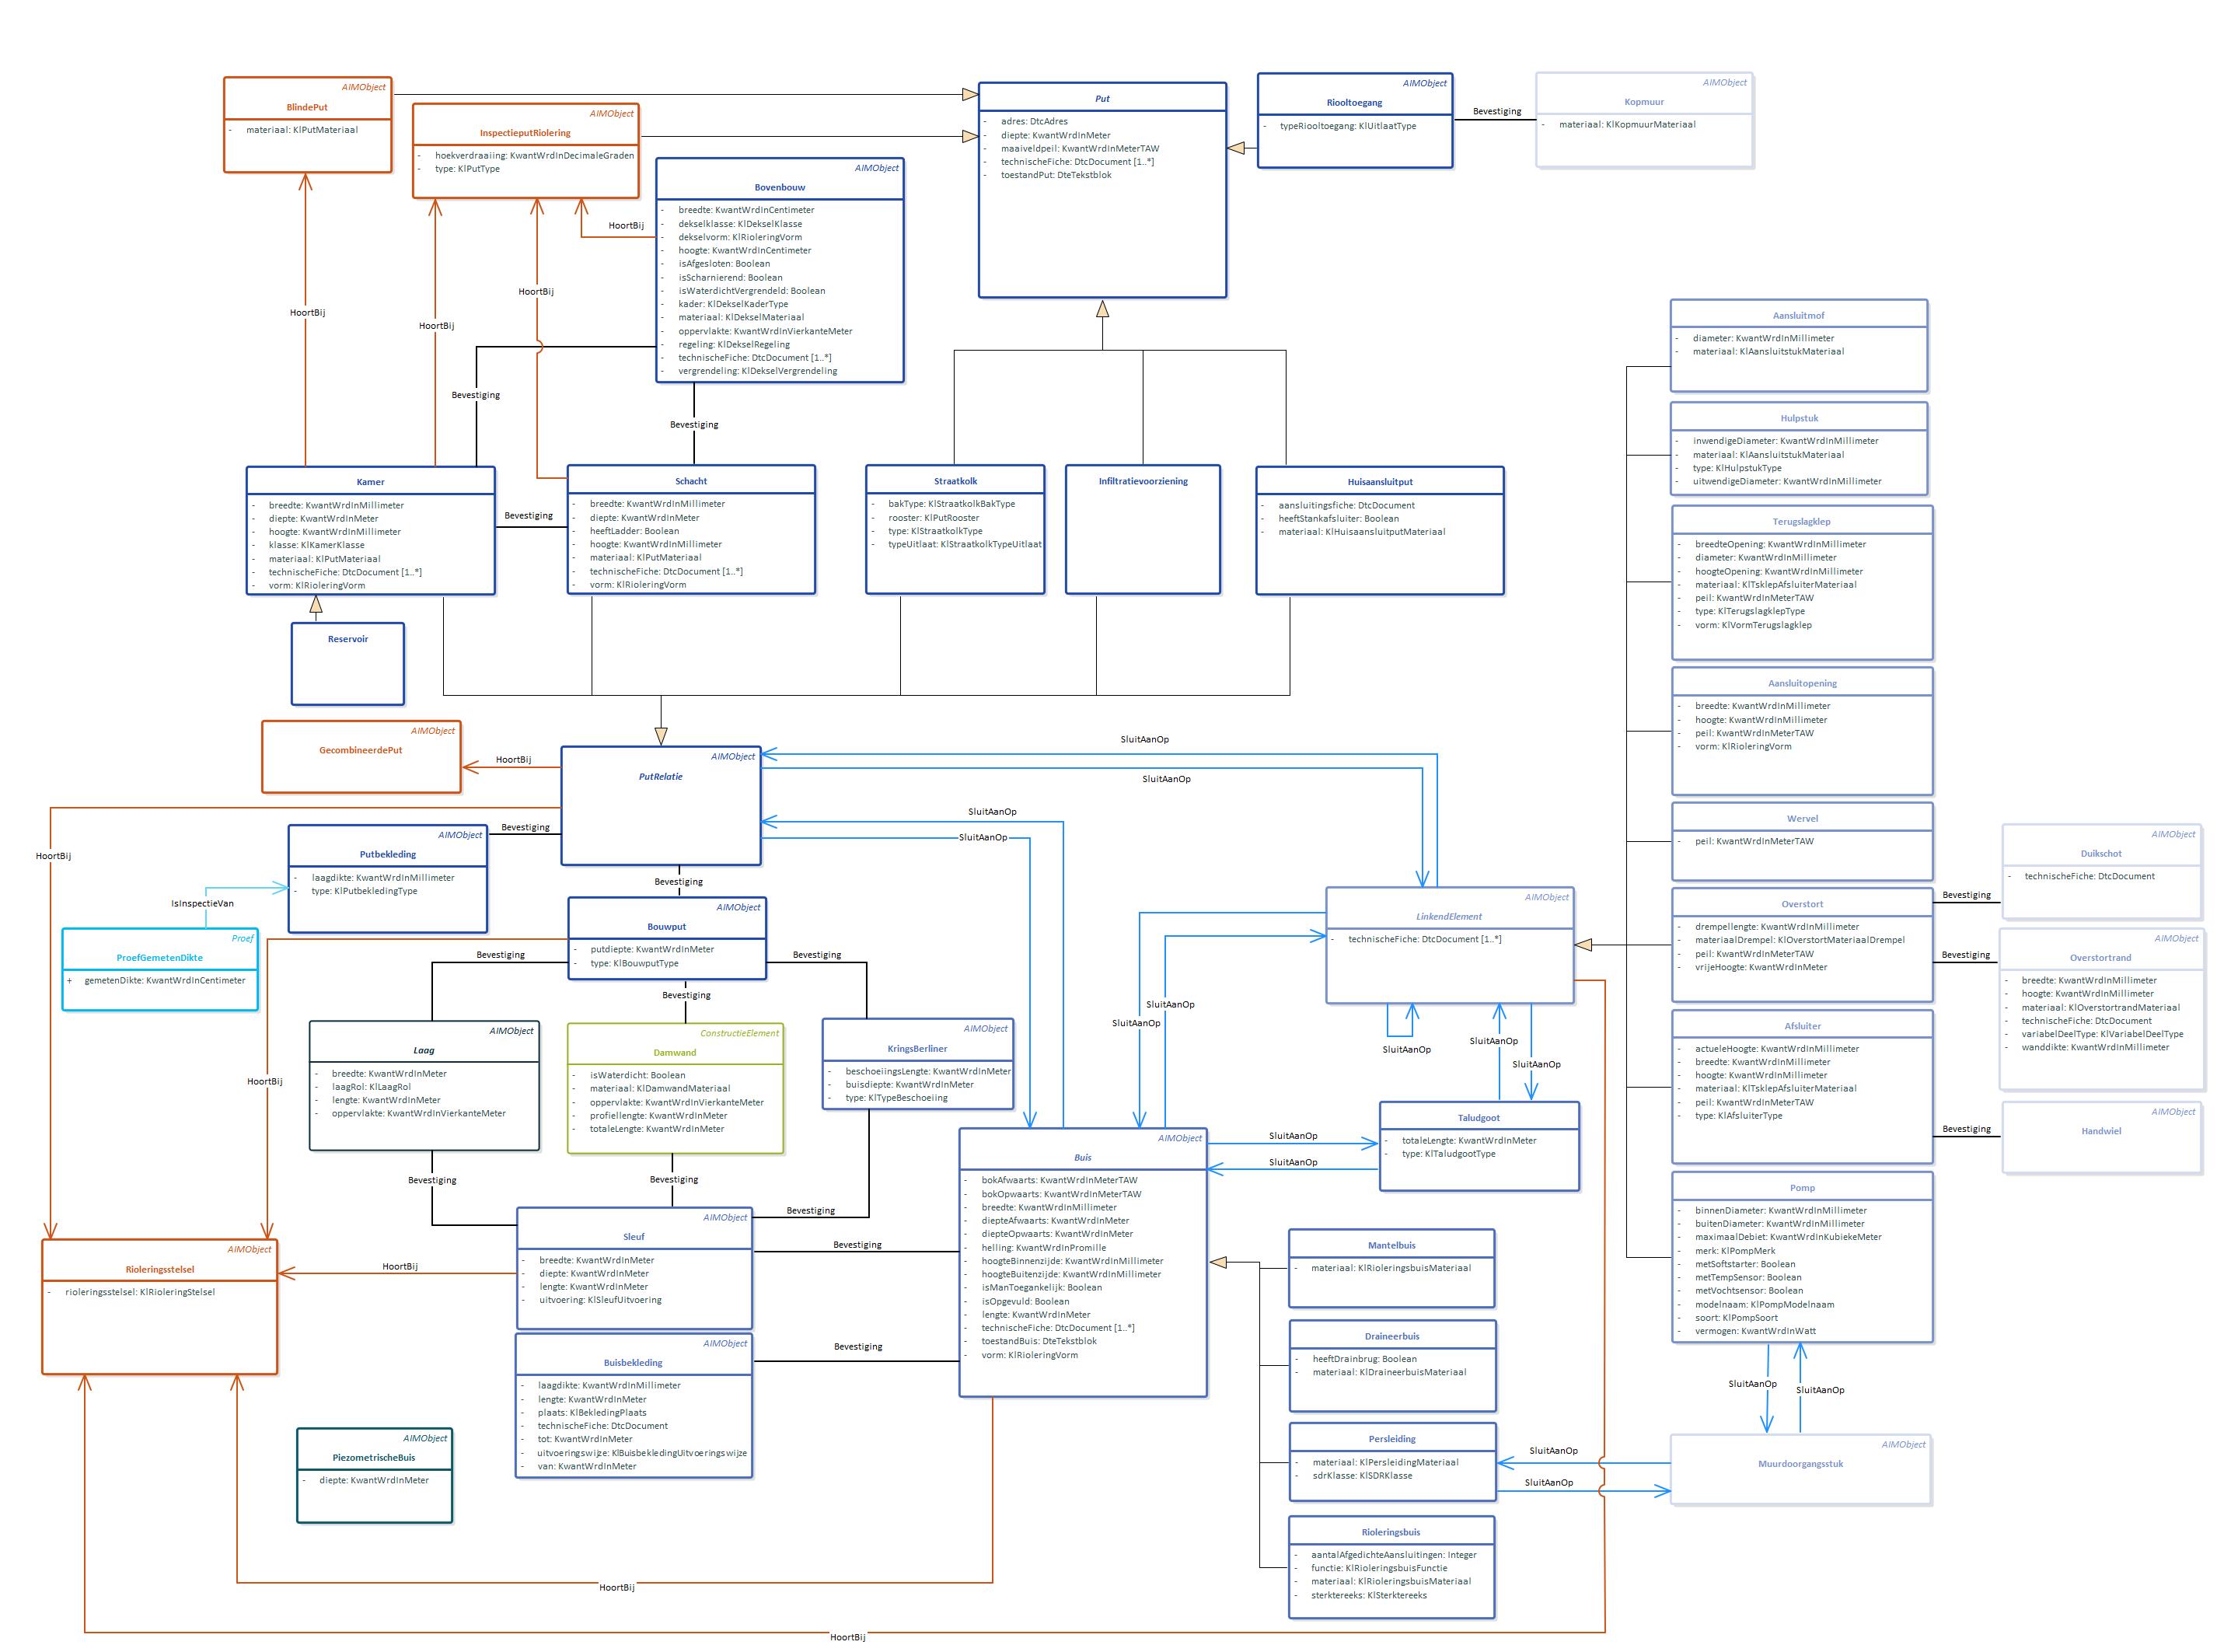 AIMObject
BlindePut
- materiaal: KlPutMateriaal
AIMObject
InspectieputRiolering
- hoekverdraaiing: KwantWrdInDecimaleGraden
- type: KlPutType
AIMObject
Bovenbouw
- breedte: KwantWrdInCentimeter
- dekselklasse: KlDekselKlasse
- dekselvorm: KlRioleringVorm
- hoogte: KwantWrdInCentimeter
- isAfgesloten: Boolean
- isScharnierend: Boolean
- isWaterdichtVergrendeld: Boolean
- kader: KlDekselKaderType
- materiaal: KlDekselMateriaal
- oppervlakte: KwantWrdInVierkanteMeter
- regeling: KlDekselRegeling
- technischeFiche: DtcDocument [1..*]
- vergrendeling: KlDekselVergrendeling
Put
- adres: DtcAdres
- diepte: KwantWrdInMeter
- maaiveldpeil: KwantWrdInMeterTAW
- technischeFiche: DtcDocument [1..*]
- toestandPut: DteTekstblok
AIMObject
Riooltoegang
- typeRiooltoegang: KlUitlaatType
Bevestiging
AIMObject
Kopmuur
- materiaal: KlKopmuurMateriaal
HoortBij
HoortBij
HoortBij
HoortBij
Bevestiging
Bevestiging
Kamer
- breedte: KwantWrdInMillimeter
- diepte: KwantWrdInMeter
- hoogte: KwantWrdInMillimeter
- klasse: KlKamerKlasse
- materiaal: KlPutMateriaal
- technischeFiche: DtcDocument [1..*]
- vorm: KlRioleringVorm
Bevestiging
Schacht
- breedte: KwantWrdInMillimeter
- diepte: KwantWrdInMeter
- heeftLadder: Boolean
- hoogte: KwantWrdInMillimeter
- materiaal: KlPutMateriaal
- technischeFiche: DtcDocument [1..*]
- vorm: KlRioleringVorm
Straatkolk
- bakType: KlStraatkolkBakType
- rooster: KlPutRooster
- type: KlStraatkolkType
- typeUitlaat: KlStraatkolkTypeUitlaat
Infiltratievoorziening
Huisaansluitput
- aansluitingsfiche: DtcDocument
- heeftStankafsluiter: Boolean
- materiaal: KlHuisaansluitputMateriaal
Reservoir
Aansluitmof
- diameter: KwantWrdInMillimeter
- materiaal: KlAansluitstukMateriaal
Hulpstuk
- inwendigeDiameter: KwantWrdInMillimeter
- materiaal: KlAansluitstukMateriaal
- type: KlHulpstukType
- uitwendigeDiameter: KwantWrdInMillimeter
Terugslagklep
- breedteOpening: KwantWrdInMillimeter
- diameter: KwantWrdInMillimeter
- hoogteOpening: KwantWrdInMillimeter
- materiaal: KlTsklepAfsluiterMateriaal
- peil: KwantWrdInMeterTAW
- type: KlTerugslagklepType
- vorm: KlVormTerugslagklep
Aansluitopening
- breedte: KwantWrdInMillimeter
- hoogte: KwantWrdInMillimeter
- peil: KwantWrdInMeterTAW
- vorm: KlRioleringVorm
Wervel
- peil: KwantWrdInMeterTAW
Overstort
- drempellengte: KwantWrdInMillimeter
- materiaalDrempel: KlOverstortMateriaalDrempel
- peil: KwantWrdInMeterTAW
- vrijeHoogte: KwantWrdInMeter
Bevestiging
AIMObject
Duikschot
- technischeFiche: DtcDocument
Bevestiging
AIMObject
Overstortrand
- breedte: KwantWrdInMillimeter
- hoogte: KwantWrdInMillimeter
- materiaal: KlOverstortrandMateriaal
- technischeFiche: DtcDocument
- variabelDeelType: KlVariabelDeelType
- wanddikte: KwantWrdInMillimeter
Afsluiter
- actueleHoogte: KwantWrdInMillimeter
- breedte: KwantWrdInMillimeter
- hoogte: KwantWrdInMillimeter
- materiaal: KlTsklepAfsluiterMateriaal
- peil: KwantWrdInMeterTAW
- type: KlAfsluiterType
Bevestiging
AIMObject
Handwiel
Pomp
- binnenDiameter: KwantWrdInMillimeter
- buitenDiameter: KwantWrdInMillimeter
- maximaalDebiet: KwantWrdInKubiekeMeter
- merk: KlPompMerk
- metSoftstarter: Boolean
- metTempSensor: Boolean
- metVochtsensor: Boolean
- modelnaam: KlPompModelnaam
- soort: KlPompSoort
- vermogen: KwantWrdInWatt
SluitAanOp
SluitAanOp
AIMObject
Muurdoorgangsstuk
AIMObject
GecombineerdePut
HoortBij
AIMObject
PutRelatie
SluitAanOp
SluitAanOp
SluitAanOp
SluitAanOp
HoortBij
Bevestiging
AIMObject
Putbekleding
- laagdikte: KwantWrdInMillimeter
- type: KlPutbekledingType
IsInspectieVan
Proef
ProefGemetenDikte
+ gemetenDikte: KwantWrdInCentimeter
Bevestiging
AIMObject
Bouwput
- putdiepte: KwantWrdInMeter
- type: KlBouwputType
Bevestiging
Bevestiging
Bevestiging
HoortBij
AIMObject
Laag
- breedte: KwantWrdInMeter
- laagRol: KlLaagRol
- lengte: KwantWrdInMeter
- oppervlakte: KwantWrdInVierkanteMeter
ConstructieElement
Damwand
- isWaterdicht: Boolean
- materiaal: KlDamwandMateriaal
- oppervlakte: KwantWrdInVierkanteMeter
- profiellengte: KwantWrdInMeter
- totaleLengte: KwantWrdInMeter
AIMObject
KringsBerliner
- beschoeiingsLengte: KwantWrdInMeter
- buisdiepte: KwantWrdInMeter
- type: KlTypeBeschoeiing
AIMObject
LinkendElement
- technischeFiche: DtcDocument [1..*]
SluitAanOp
SluitAanOp
SluitAanOp
SluitAanOp
SluitAanOp
Taludgoot
- totaleLengte: KwantWrdInMeter
- type: KlTaludgootType
SluitAanOp
SluitAanOp
AIMObject
Buis
- bokAfwaarts: KwantWrdInMeterTAW
- bokOpwaarts: KwantWrdInMeterTAW
- breedte: KwantWrdInMillimeter
- diepteAfwaarts: KwantWrdInMeter
- diepteOpwaarts: KwantWrdInMeter
- helling: KwantWrdInPromille
- hoogteBinnenzijde: KwantWrdInMillimeter
- hoogteBuitenzijde: KwantWrdInMillimeter
- isManToegankelijk: Boolean
- isOpgevuld: Boolean
- lengte: KwantWrdInMeter
- technischeFiche: DtcDocument [1..*]
- toestandBuis: DteTekstblok
- vorm: KlRioleringVorm
Bevestiging
Bevestiging
Bevestiging
AIMObject
Sleuf
- breedte: KwantWrdInMeter
- diepte: KwantWrdInMeter
- lengte: KwantWrdInMeter
- uitvoering: KlSleufUitvoering
Bevestiging
HoortBij
AIMObject
Rioleringsstelsel
- rioleringsstelsel: KlRioleringStelsel
AIMObject
Buisbekleding
- laagdikte: KwantWrdInMillimeter
- lengte: KwantWrdInMeter
- plaats: KlBekledingPlaats
- technischeFiche: DtcDocument
- tot: KwantWrdInMeter
- uitvoeringswijze: KlBuisbekledingUitvoeringswijze
- van: KwantWrdInMeter
Bevestiging
AIMObject
PiezometrischeBuis
- diepte: KwantWrdInMeter
Mantelbuis
- materiaal: KlRioleringsbuisMateriaal
Draineerbuis
- heeftDrainbrug: Boolean
- materiaal: KlDraineerbuisMateriaal
Persleiding
- materiaal: KlPersleidingMateriaal
- sdrKlasse: KlSDRKlasse
SluitAanOp
SluitAanOp
Rioleringsbuis
- aantalAfgedichteAansluitingen: Integer
- functie: KlRioleringsbuisFunctie
- materiaal: KlRioleringsbuisMateriaal
- sterktereeks: KlSterktereeks
HoortBij
HoortBij